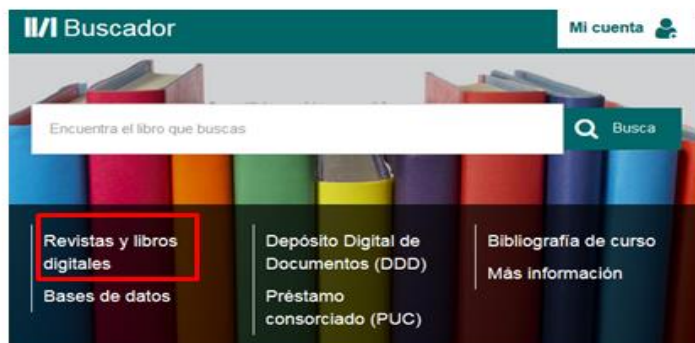 Buscador
Mi cuenta
Encuentra el libro que buscas
Busca
Revistas y libros
digitales
Bases de datos
Depósito Digital de
Documentos (DDD)
Préstamo
consorciado (PUC)
Bibliografía de curso
Más información